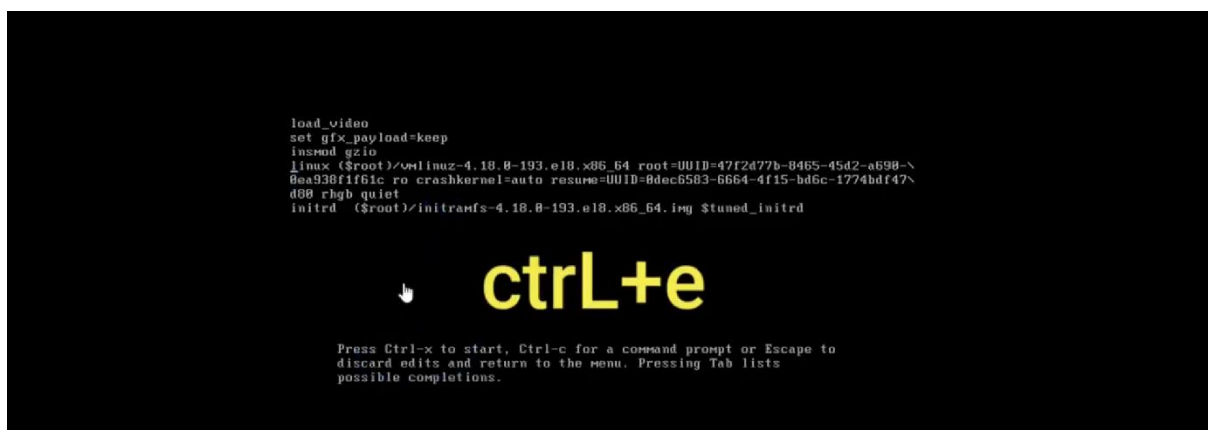 load_video
set gfx_payload=keep
insmod gzio
linux ($root)/vmlinuz-4.18.0-193.el8.x86_64 root=UUID=47f2d77b-8465-45d2-a690-\
0ea938f1f61c ro crashkernel=auto resume=UUID=0dec6583-6664-4f15-bd6c-1774bdf47\
d80 rhgb quiet
initrd  ($root)/initramfs-4.18.0-193.el8.x86_64.img $tuned_initrd
ctrL+e
Press Ctrl-x to start, Ctrl-c for a command prompt or Escape to
discard edits and return to the menu. Pressing Tab lists
possible completions.